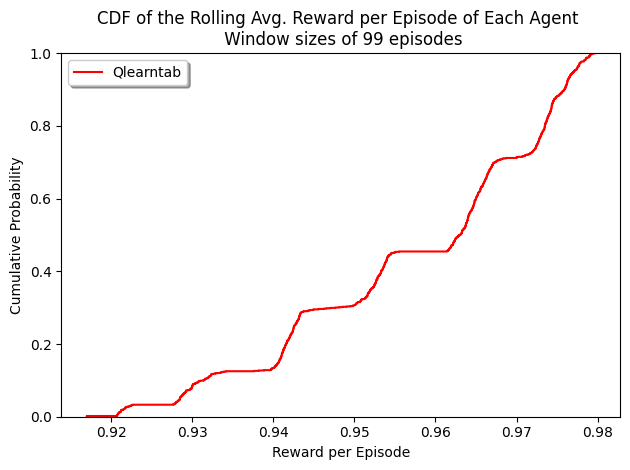 CDF of the Rolling Avg. Reward per Episode of Each Agent
Window sizes of 99 episodes
Qlearntab
1.0
0.8
0.6
0.4
0.2
0.0
Cumulative Probability
0.92 0.93 0.94 0.95 0.96 0.97 0.98
Reward per Episode